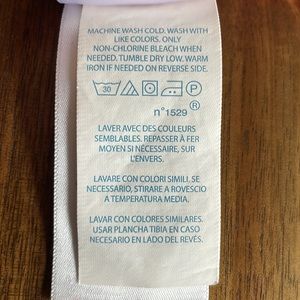 MACHINE WASH COLD. WASH WITH
LIKE COLORS. ONLY
NON-CHLORINE BLEACH WHEN
NEEDED. TUMBLE DRY LOW. WARM
IRON IF NEEDED ON REVERSE SIDE.
30 P
n°1529 ®
LAVER AVEC DES COULEURS
SEMBLABLES. REPASSER À FER
MOYEN SI NÉCESSAIRE, SUR
L'ENVERS.
LAVARE CON COLORI SIMILI, SE
NECESSARIO, STIRARE A ROVESCIO
A TEMPERATURA MEDIA.
LAVAR CON COLORES SIMILARES.
USAR PLANCHA TIBIA EN CASO
NECESARIO EN LADO DEL REVES.